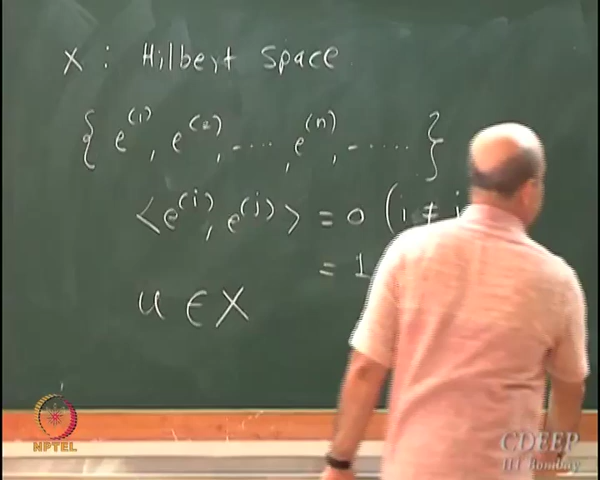 X : Hilbert Space
{ e^(1), e^(2), ....., e^(n), ...... }
<e^(i), e^(j)> = 0 (i ≠ j
= 1
u ∈ X
NPTEL
CDEEP
IIT Bombay